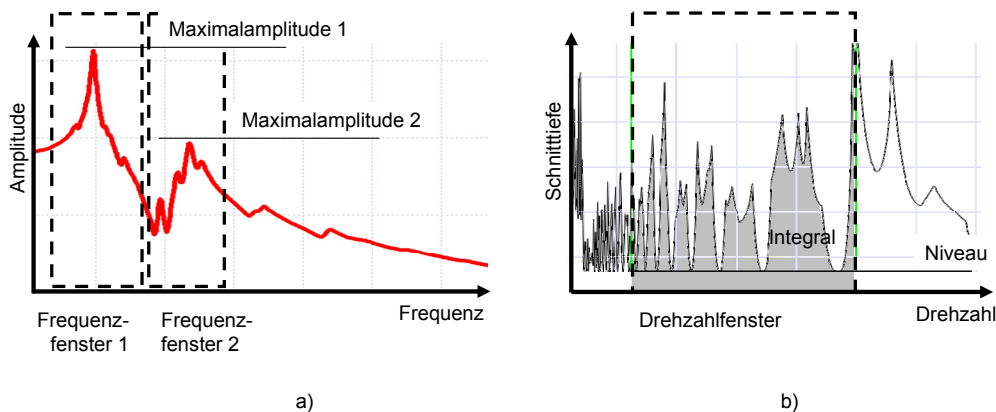 Maximalamplitude 1
Maximalamplitude 2
Amplitude
Frequenz
Frequenz-
fenster 1
Frequenz-
fenster 2
a)
Schnitttiefe
Integral
Niveau
Drehzahlfenster
Drehzahl
b)